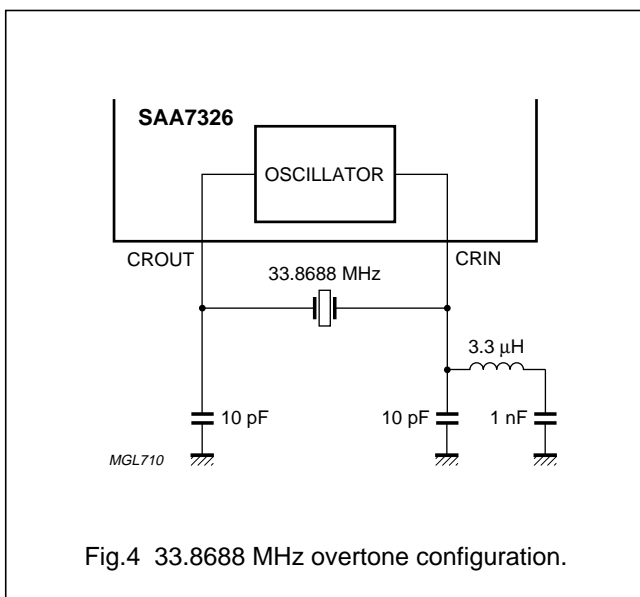 SAA7326
OSCILLATOR
CROUT
CRIN
33.8688 MHz
3.3 μH
10 pF
10 pF
1 nF
MGL710
Fig.4 33.8688 MHz overtone configuration.